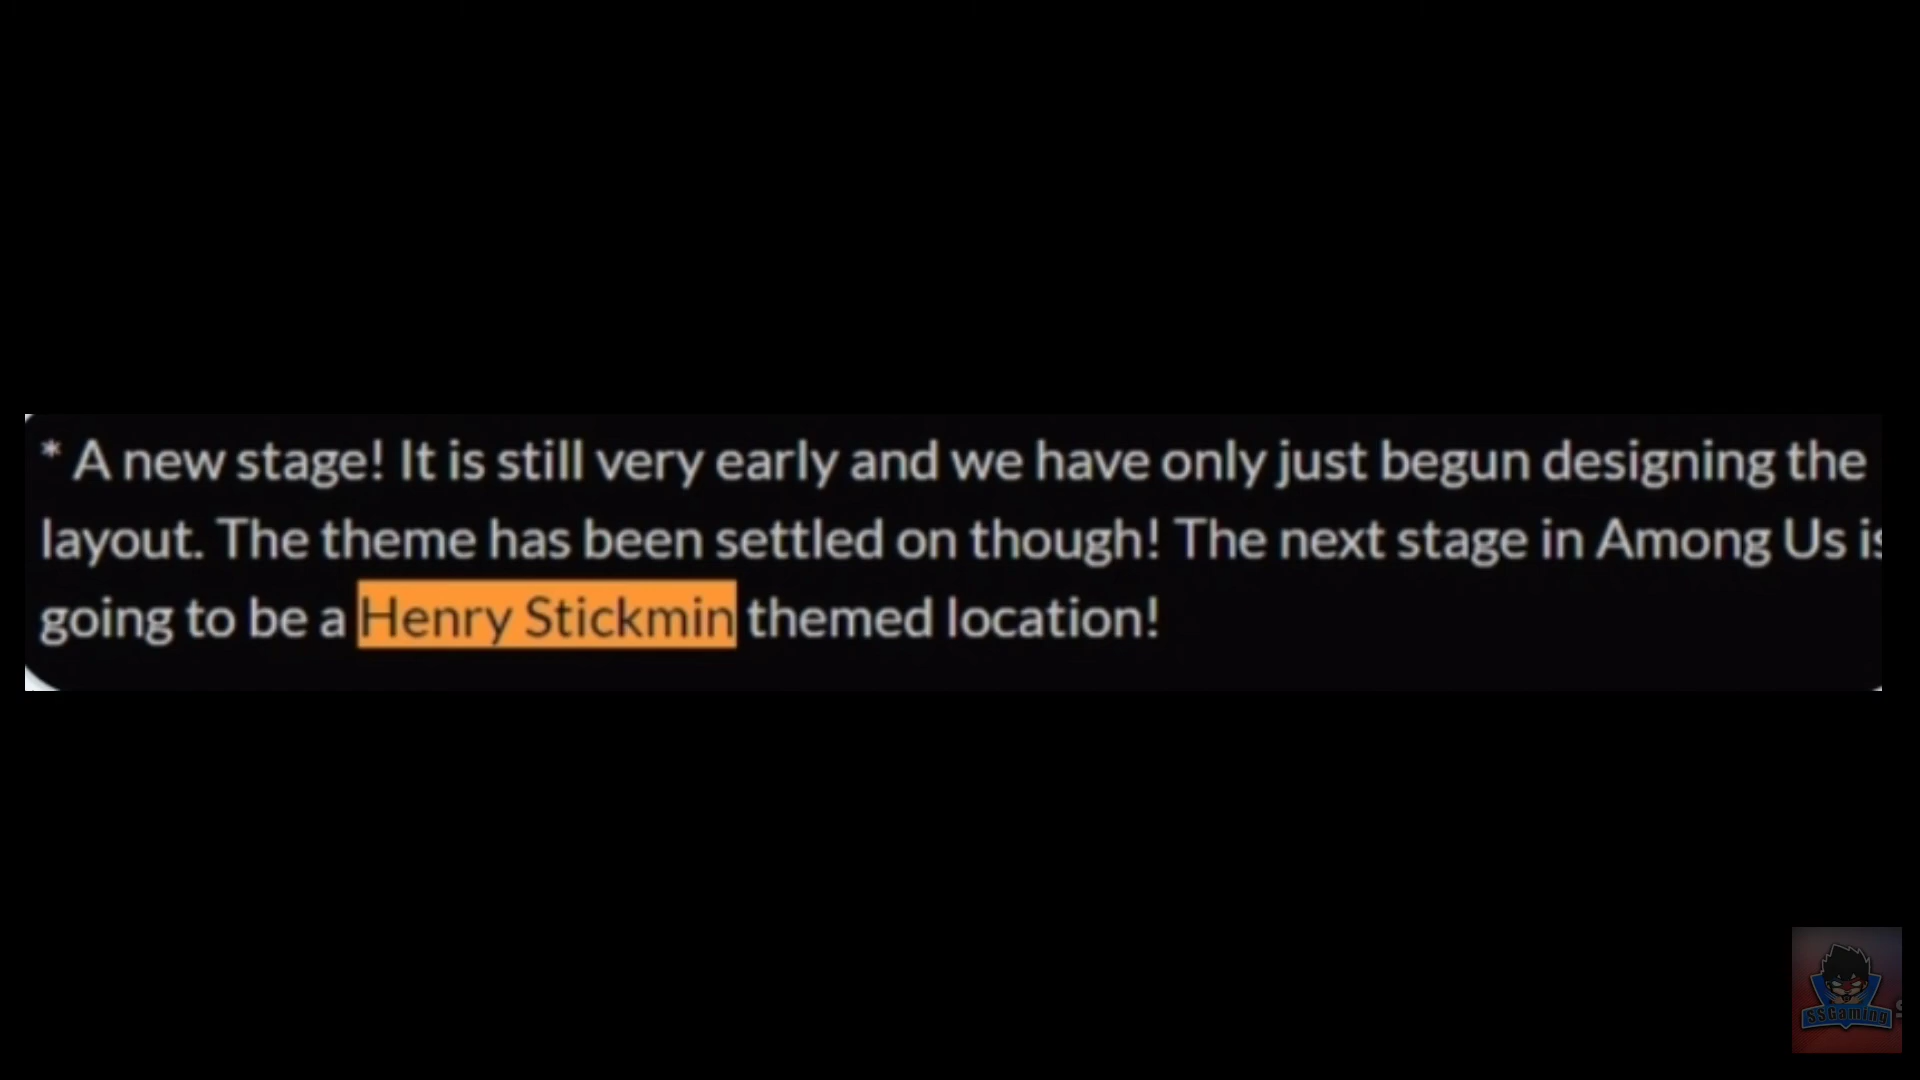 * A new stage! It is still very early and we have only just begun designing the
layout. The theme has been settled on though! The next stage in Among Us is
going to be a Henry Stickmin themed location!
SSGaming